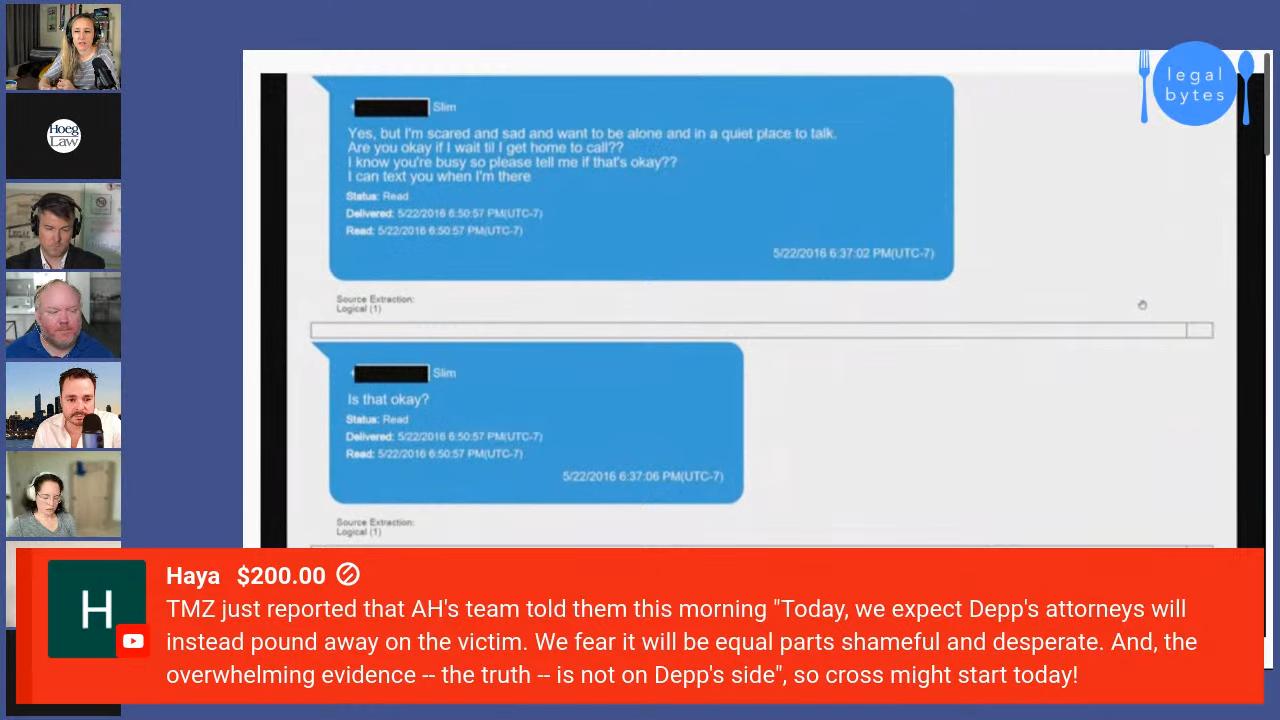 legal
bytes
Hoeg
Law
Slim
Yes, but I'm scared and sad and want to be alone and in a quiet place to talk.
Are you okay if I wait til I get home to call??
I know you're busy so please tell me if that's okay??
I can text you when I'm there
Status: Read
Delivered: 5/22/2016 6:50:57 PM(UTC-7)
Read: 5/22/2016 6:50:57 PM(UTC-7)
5/22/2016 6:37:02 PM(UTC-7)
Source Extraction:
Logical (1)
Slim
Is that okay?
Status: Read
Delivered: 5/22/2016 6:50:57 PM(UTC-7)
Read: 5/22/2016 6:50:57 PM(UTC-7)
5/22/2016 6:37:06 PM(UTC-7)
Source Extraction:
Logical (1)
H
Haya $200.00
TMZ just reported that AH's team told them this morning "Today, we expect Depp's attorneys will
instead pound away on the victim. We fear it will be equal parts shameful and desperate. And, the
overwhelming evidence -- the truth -- is not on Depp's side", so cross might start today!